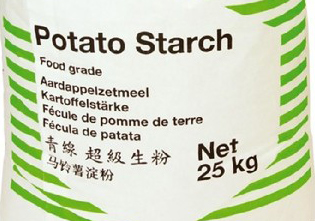 Potato Starch
Food grade
Aardappelzetmeel
Kartoffelstärke
Fécule de pomme de terre
Fécula de patata
青線 超級生粉
马铃薯淀粉
Net
25 kg